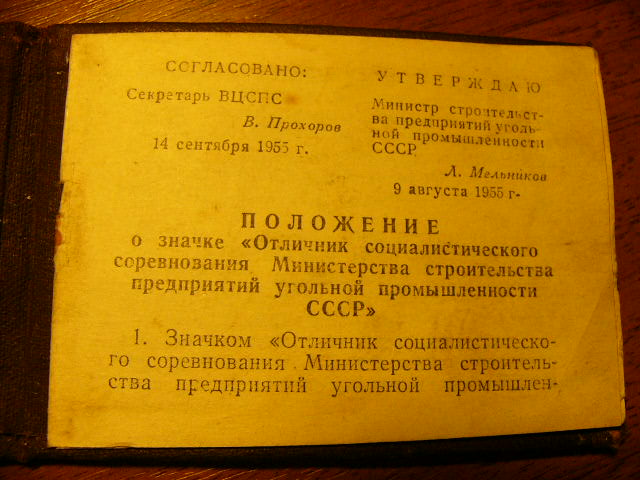 СОГЛАСОВАНО:
Секретарь ВЦСПС
В. Прохоров
14 сентября 1955 г.
УТВЕРЖДАЮ
Министр строительст-
ва предприятий уголь-
ной промышленности
СССР
Л. Мельников
9 августа 1955 г.
ПОЛОЖЕНИЕ
о значке «Отличник социалистического
соревнования Министерства строительства
предприятий угольной промышленности
СССР»
1. Значком «Отличник социалистическо-
го соревнования Министерства строитель-
ства предприятий угольной промышлен-